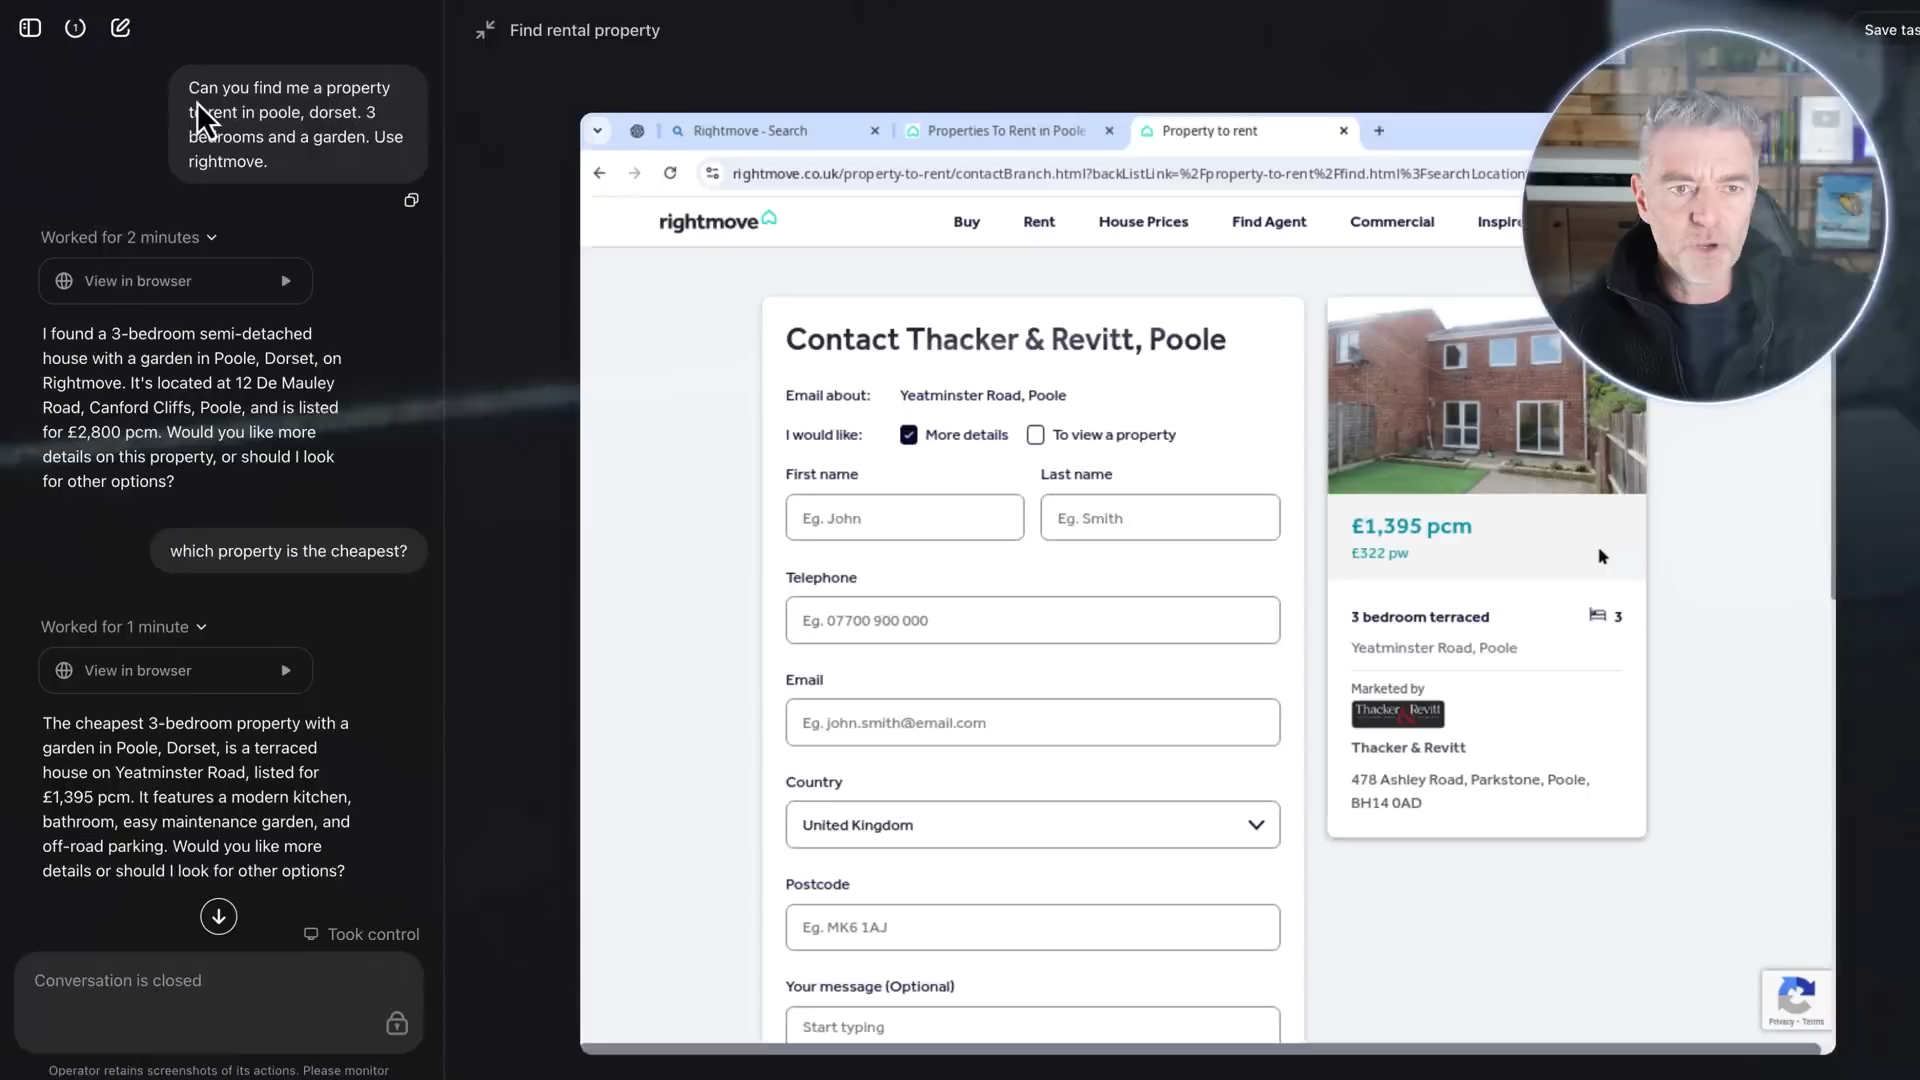 Find rental property
Save tas
Can you find me a property
to rent in poole, dorset. 3
bedrooms and a garden. Use
rightmove.
Worked for 2 minutes
View in browser
I found a 3-bedroom semi-detached
house with a garden in Poole, Dorset, on
Rightmove. It's located at 12 De Mauley
Road, Canford Cliffs, Poole, and is listed
for £2,800 pcm. Would you like more
details on this property, or should I look
for other options?
which property is the cheapest?
Worked for 1 minute
View in browser
The cheapest 3-bedroom property with a
garden in Poole, Dorset, is a terraced
house on Yeatminster Road, listed for
£1,395 pcm. It features a modern kitchen,
bathroom, easy maintenance garden, and
off-road parking. Would you like more
details or should I look for other options?
Took control
Conversation is closed
Operator retains screenshots of its actions. Please monitor
Rightmove - Search
Properties To Rent in Poole
Property to rent
rightmove.co.uk/property-to-rent/contactBranch.html?backListLink=%2Fproperty-to-rent%2Ffind.html%3FsearchLocation
rightmove
Buy
Rent
House Prices
Find Agent
Commercial
Inspire
Contact Thacker & Revitt, Poole
Email about: Yeatminster Road, Poole
I would like: More details To view a property
First name Last name
Eg. John Eg. Smith
Telephone
Eg. 07700 900 000
Email
Eg. john.smith@email.com
Country
United Kingdom
Postcode
Eg. MK6 1AJ
Your message (Optional)
Start typing
£1,395 pcm
£322 pw
3 bedroom terraced 3
Yeatminster Road, Poole
Marketed by
Thacker & Revitt
Thacker & Revitt
478 Ashley Road, Parkstone, Poole,
BH14 0AD
Privacy - Terms